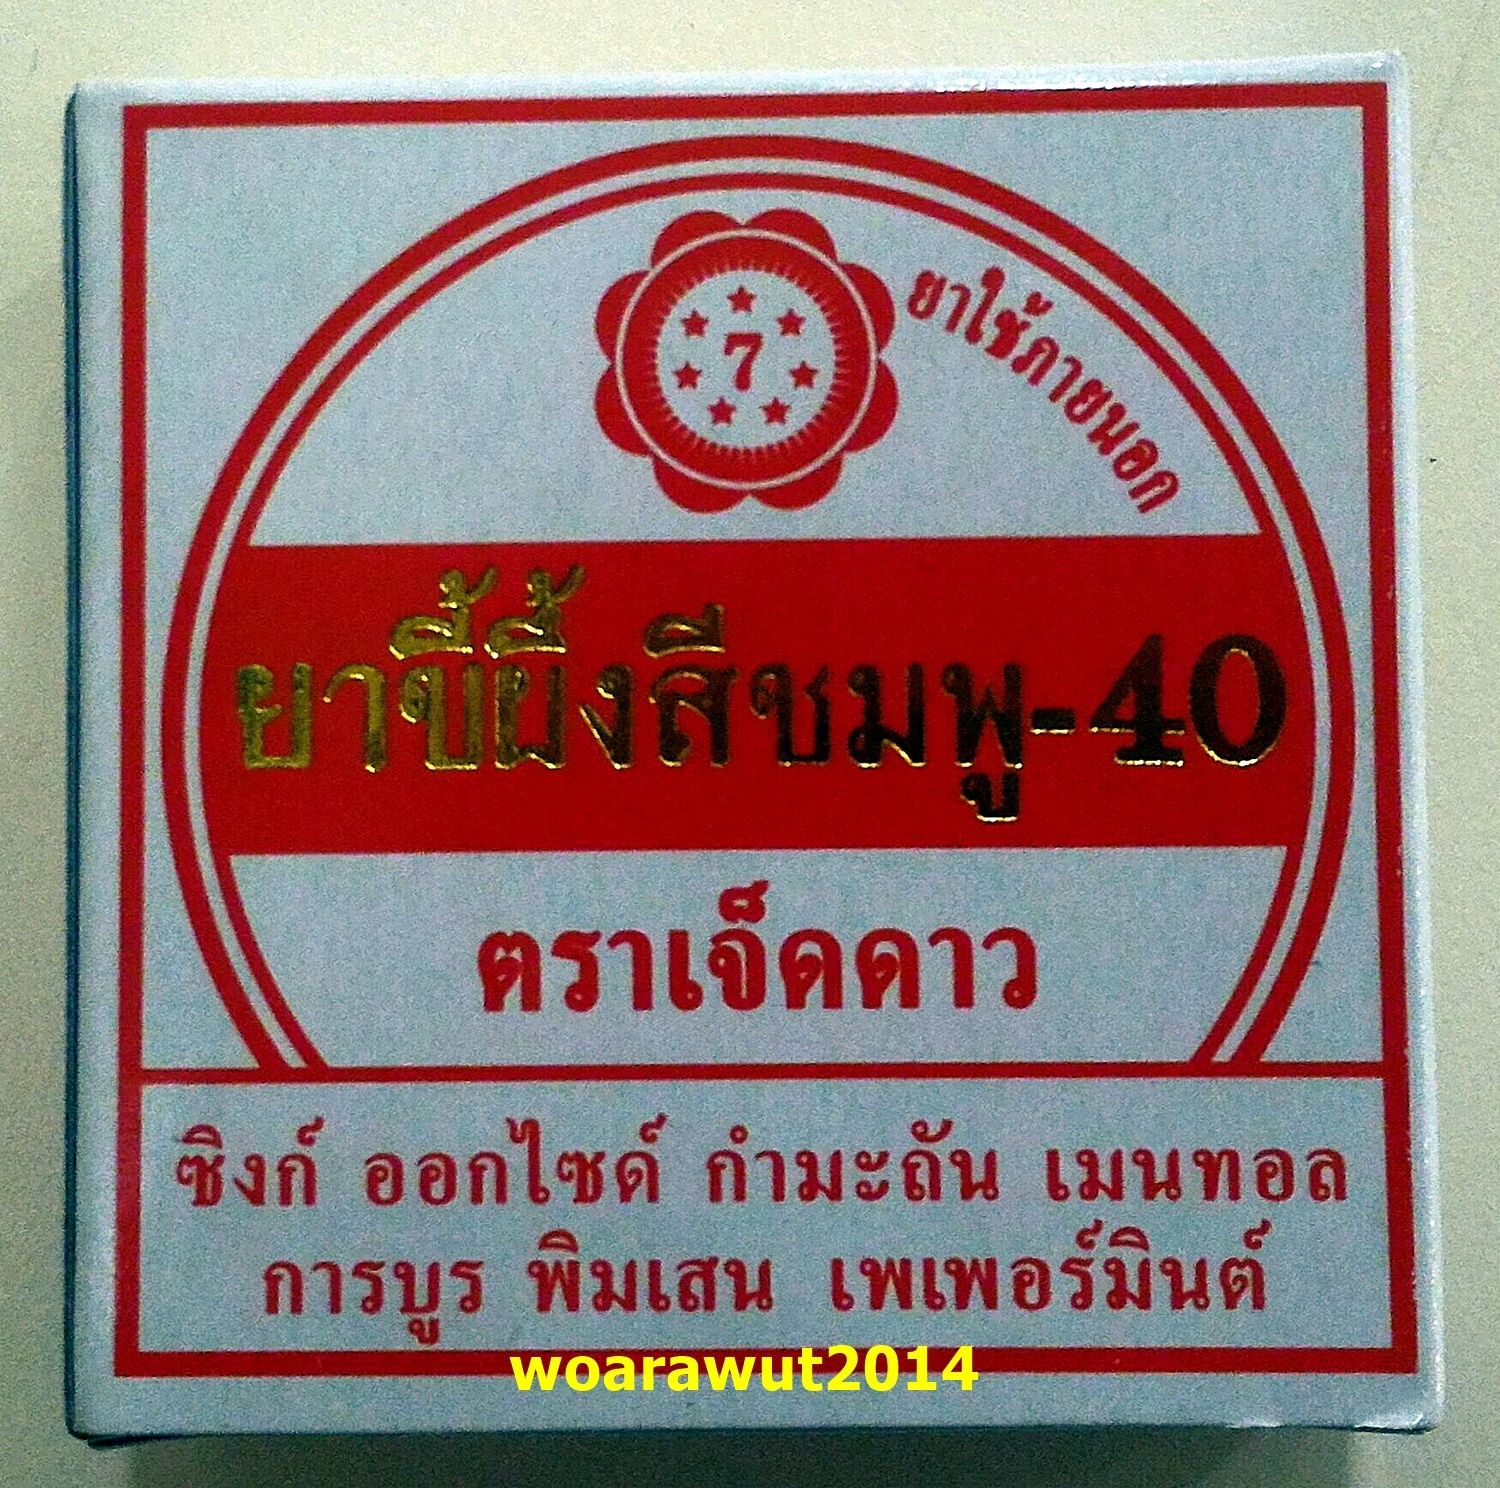 7
ยาใช้ภายนอก
ยาขี้ผึ้งสีชมพู-40
ตราเจ็ดดาว
ซิงก์ ออกไซด์ กำมะถัน เมนทอล
การบูร พิมเสน เพเพอร์มินต์
woarawut2014